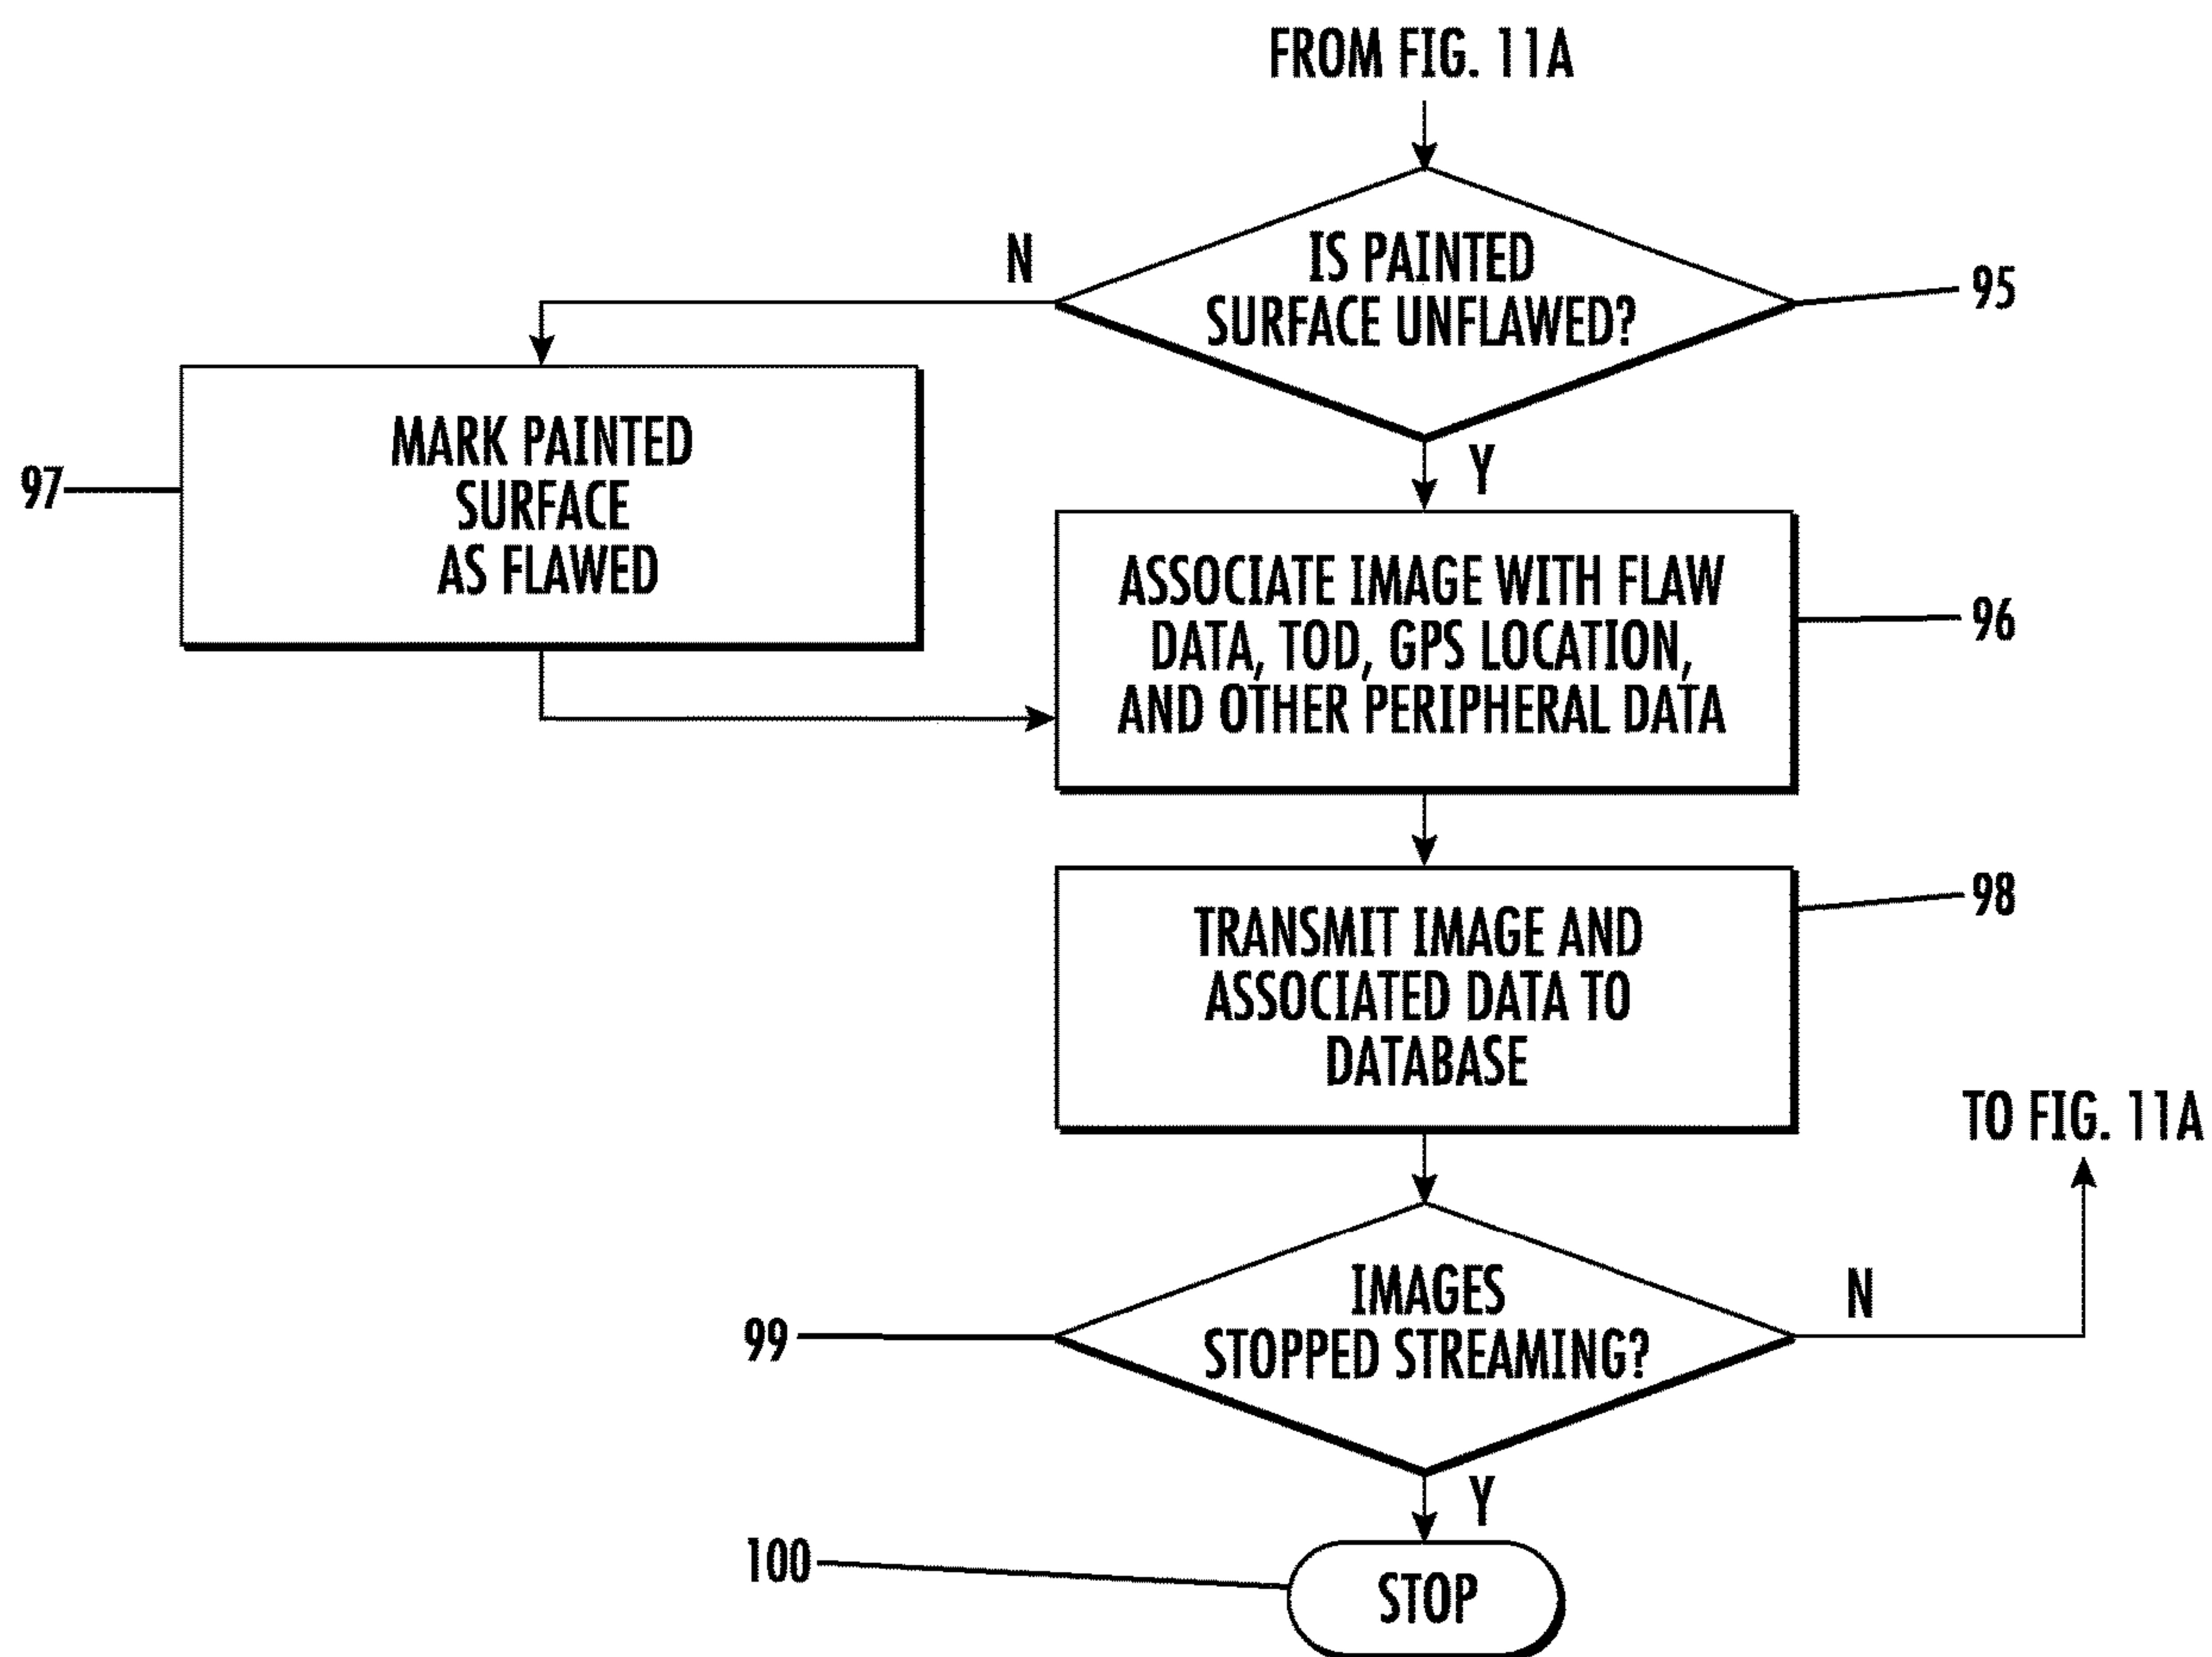 FROM FIG. 11A
N
IS PAINTED
SURFACE UNFLAWED?
95
MARK PAINTED
SURFACE
AS FLAWED
97
Y
ASSOCIATE IMAGE WITH FLAW
DATA, TOD, GPS LOCATION,
AND OTHER PERIPHERAL DATA
96
TRANSMIT IMAGE AND
ASSOCIATED DATA TO
DATABASE
98
TO FIG. 11A
IMAGES
STOPPED STREAMING?
N
99
Y
100
STOP